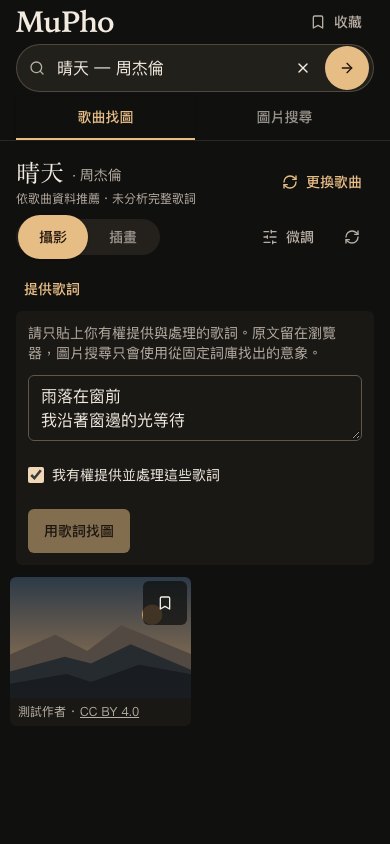 MuPho
收藏
晴天 — 周杰倫
歌曲找圖
圖片搜尋
晴天 · 周杰倫
更換歌曲
依歌曲資料推薦 · 未分析完整歌詞
攝影
插畫
微調
提供歌詞
請只貼上你有權提供與處理的歌詞。原文留在瀏覽
器，圖片搜尋只會使用從固定詞庫找出的意象。
雨落在窗前
我沿著窗邊的光等待
我有權提供並處理這些歌詞
用歌詞找圖
測試作者 · CC BY 4.0